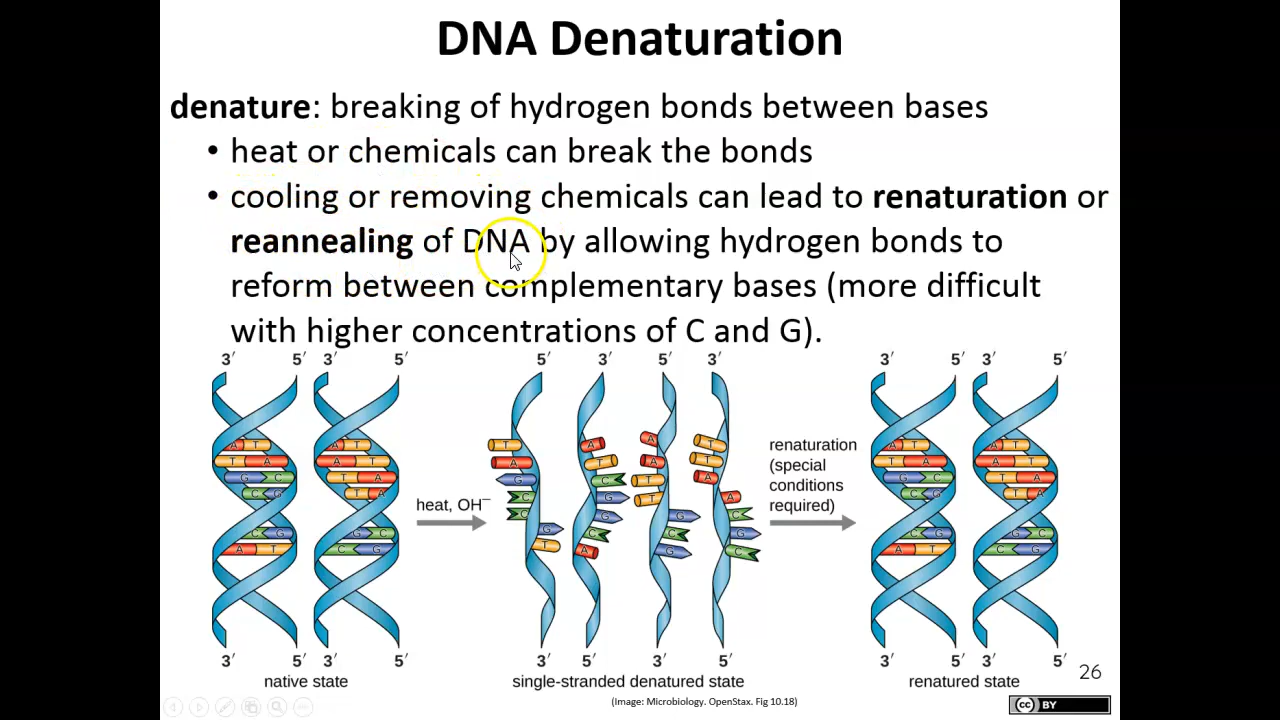 DNA Denaturation
denature: breaking of hydrogen bonds between bases
• heat or chemicals can break the bonds
• cooling or removing chemicals can lead to renaturation or
reannealing of DNA by allowing hydrogen bonds to
reform between complementary bases (more difficult
with higher concentrations of C and G).
3′ 5′ 3′ 5′ 5′ 3′ 5′ 3′ 3′ 5′ 3′ 5′
A T
T A
G C
C G
C G
A T
A T
A T
T A
G C
C G
T
A
G
C
C
G
T
A
T
C
G
G
C
A
A
A
T
T
G
C
G
T
T
A
A
C
G
C
heat, OH⁻
renaturation
(special
conditions
required)
A T
T A
G C
C G
C G
A T
A T
A T
T A
G C
C G
3′ 5′ 3′ 5′ 3′ 5′ 3′ 5′ 3′ 5′ 3′ 5′
native state
single-stranded denatured state
renatured state
26
(Image: Microbiology. OpenStax. Fig 10.18)
cc BY